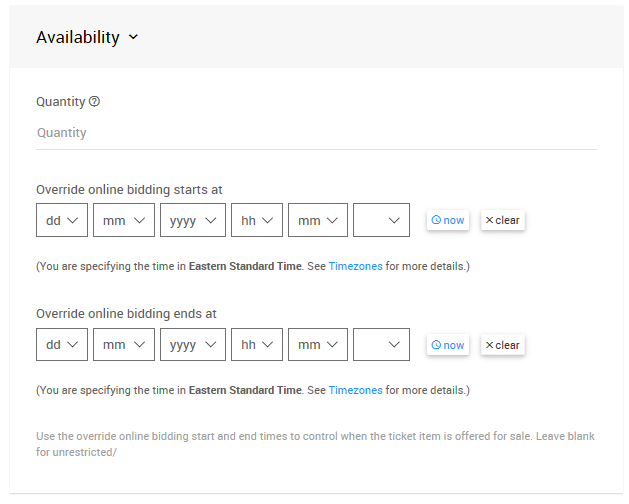 Availability
Quantity
Quantity
Override online bidding starts at
dd mm yyyy hh mm now clear
(You are specifying the time in Eastern Standard Time. See Timezones for more details.)
Override online bidding ends at
dd mm yyyy hh mm now clear
(You are specifying the time in Eastern Standard Time. See Timezones for more details.)
Use the override online bidding start and end times to control when the ticket item is offered for sale. Leave blank
for unrestricted/